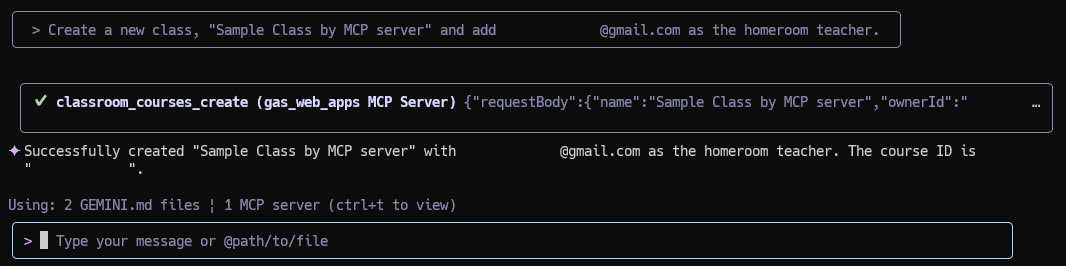 > Create a new class, "Sample Class by MCP server" and add @gmail.com as the homeroom teacher.
✓ classroom_courses_create (gas_web_apps MCP Server) {"requestBody":{"name":"Sample Class by MCP server","ownerId":" …
✦ Successfully created "Sample Class by MCP server" with @gmail.com as the homeroom teacher. The course ID is
" ".
Using: 2 GEMINI.md files ¦ 1 MCP server (ctrl+t to view)
> Type your message or @path/to/file